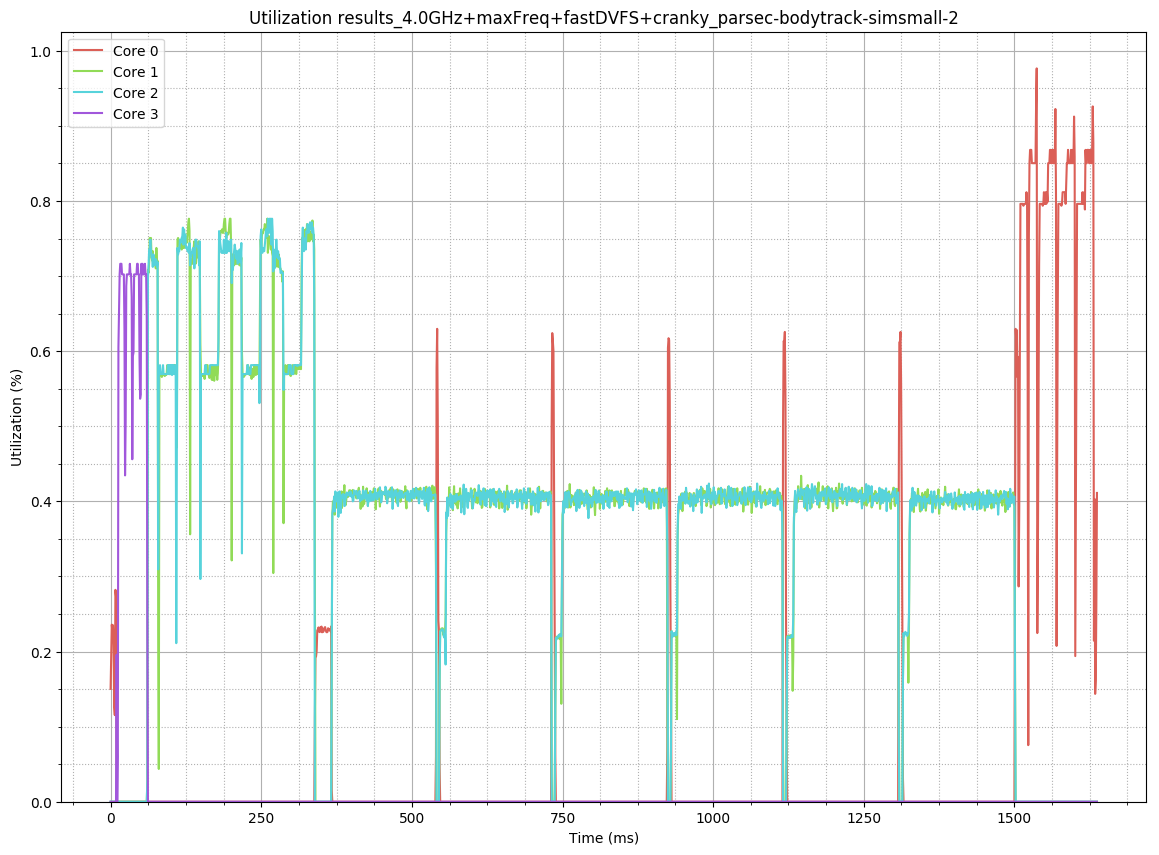 Utilization results_4.0GHz+maxFreq+fastDVFS+cranky_parsec-bodytrack-simsmall-2
Core 0
Core 1
Core 2
Core 3
Utilization (%)
1.0
0.8
0.6
0.4
0.2
0.0
0 250 500 750 1000 1250 1500
Time (ms)